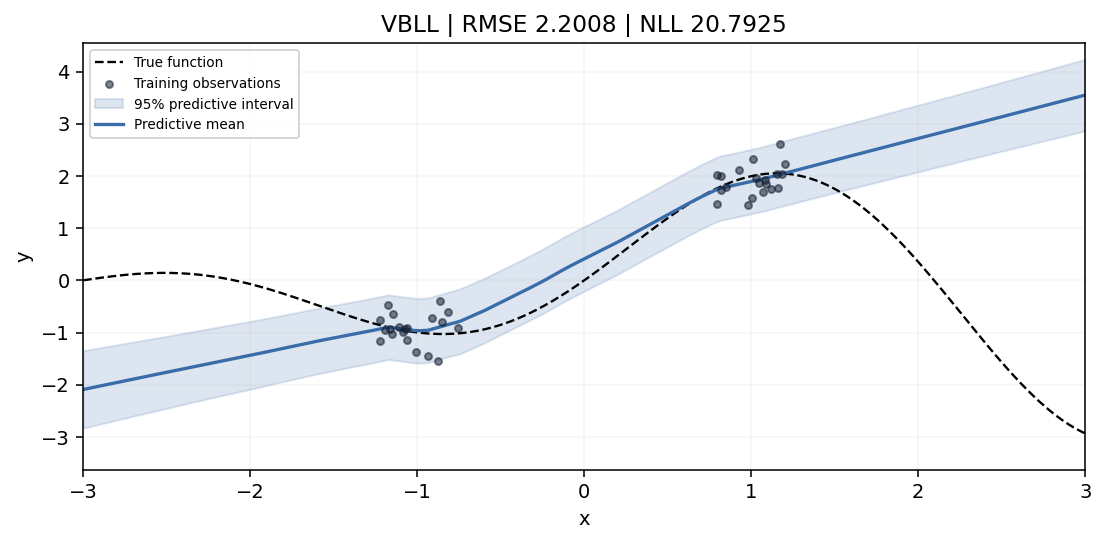 VBLL | RMSE 2.2008 | NLL 20.7925
True function
Training observations
95% predictive interval
Predictive mean
4
3
2
1
0
−1
−2
−3
y
−3
−2
−1
0
1
2
3
x